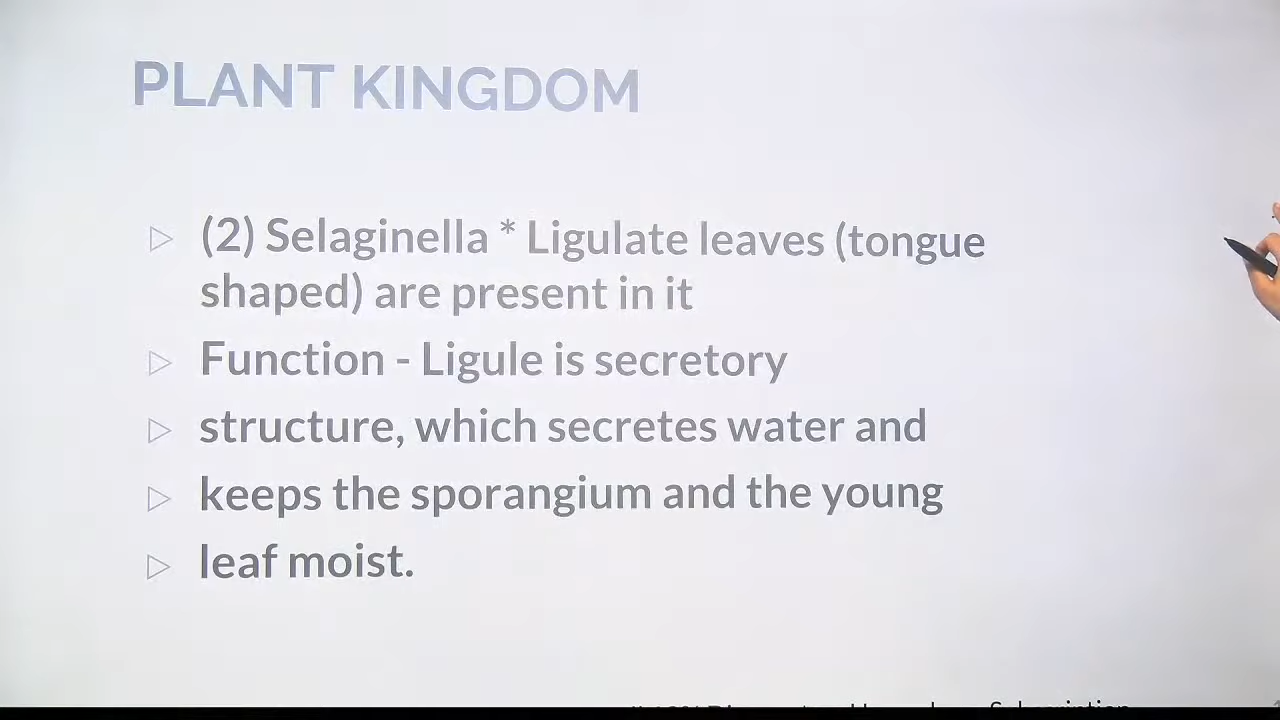 PLANT KINGDOM
(2) Selaginella * Ligulate leaves (tongue
shaped) are present in it
Function - Ligule is secretory
structure, which secretes water and
keeps the sporangium and the young
leaf moist.